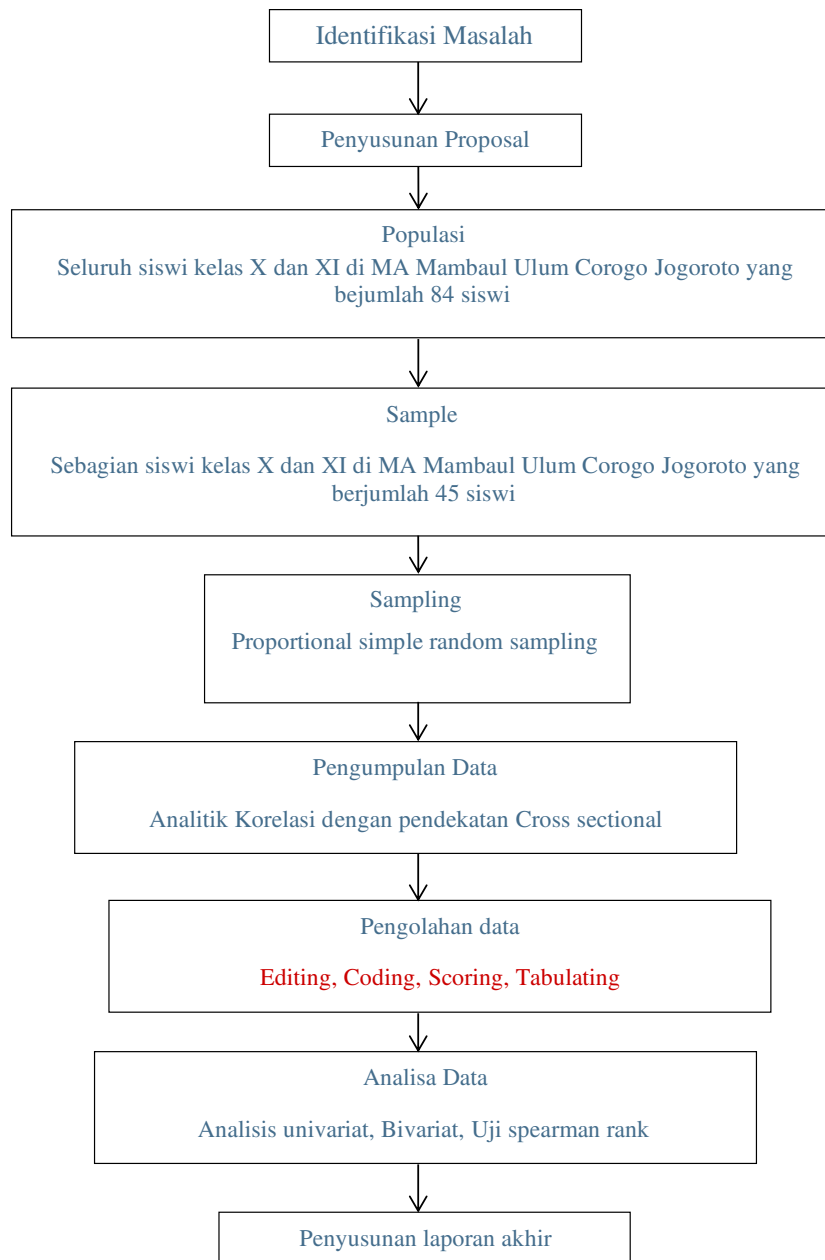 Identifikasi Masalah
Penyusunan Proposal
Populasi
Seluruh siswi kelas X dan XI di MA Mambaul Ulum Corogo Jogoroto yang
bejumlah 84 siswi
Sample
Sebagian siswi kelas X dan XI di MA Mambaul Ulum Corogo Jogoroto yang
berjumlah 45 siswi
Sampling
Proportional simple random sampling
Pengumpulan Data
Analitik Korelasi dengan pendekatan Cross sectional
Pengolahan data
Editing, Coding, Scoring, Tabulating
Analisa Data
Analisis univariat, Bivariat, Uji spearman rank
Penyusunan laporan akhir